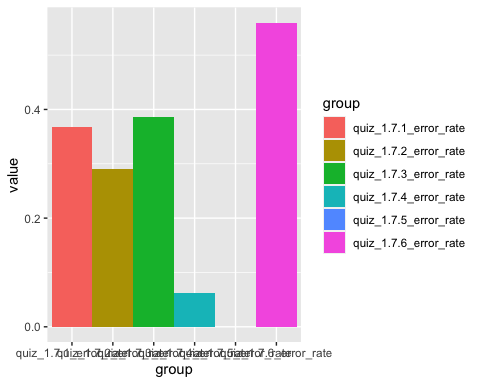 value
0.4
0.2
0.0
group
group
quiz_1.7.1_error_rate
quiz_1.7.2_error_rate
quiz_1.7.3_error_rate
quiz_1.7.4_error_rate
quiz_1.7.5_error_rate
quiz_1.7.6_error_rate